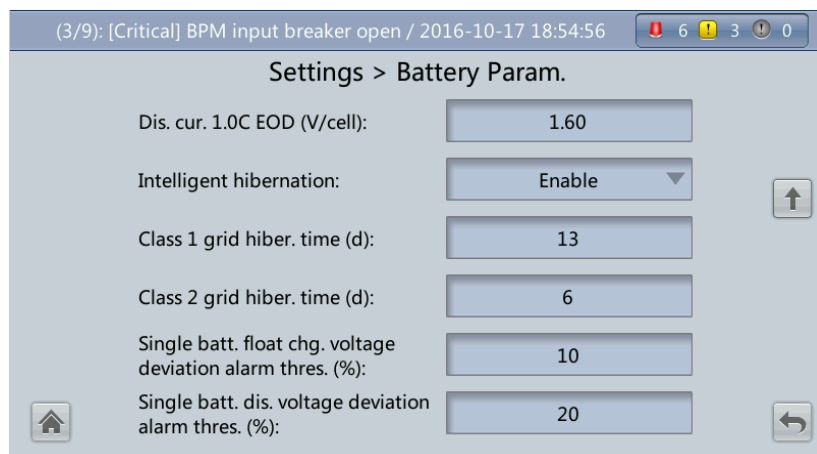 (3/9): [Critical] BPM input breaker open / 2016-10-17 18:54:56 6 3 0
Settings > Batt​ery Param.
Dis. cur. 1.0C EOD (V/cell): 1.60
Intelligent hibernation: Enable
Class 1 grid hiber. time (d): 13
Class 2 grid hiber. time (d): 6
Single batt. float chg. voltage
deviation alarm thres. (%): 10
Single batt. dis. voltage deviation
alarm thres. (%): 20